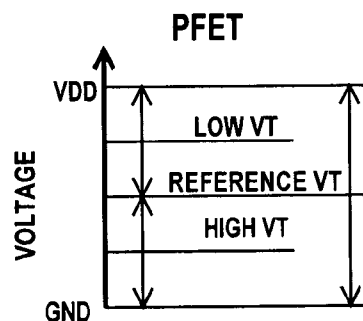 PFET
VDD
LOW VT
REFERENCE VT
HIGH VT
GND
VOLTAGE